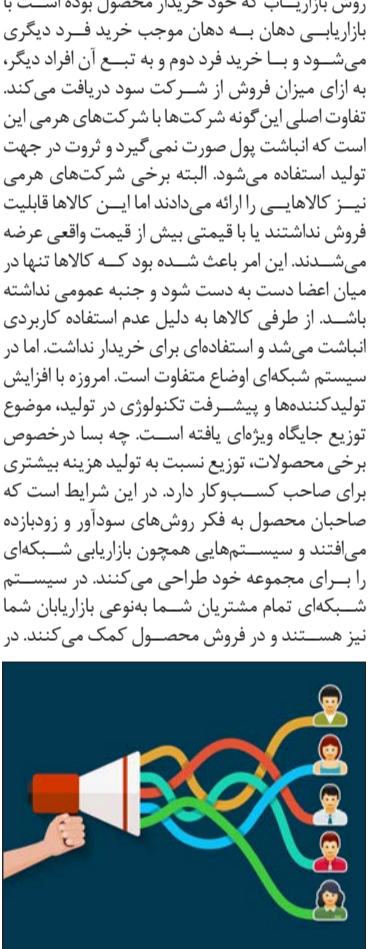 روش بازاریاب که خود خریدار محصول بوده است با
بازاریابی دهان به دهان موجب خرید فرد دیگری
می‌شود و با خرید فرد دوم و به تبع آن افراد دیگر،
به ازای میزان فروش از شرکت سود دریافت می‌کند.
تفاوت اصلی این‌گونه شرکت‌ها با شرکت‌های هرمی این
است که انباشت پول صورت نمی‌گیرد و ثروت در جهت
تولید استفاده می‌شود. البته برخی شرکت‌های هرمی
نیز کالاهایی را ارائه می‌دادند اما این کالاها قابلیت
فروش نداشتند یا با قیمتی بیش از قیمت واقعی عرضه
می‌شدند. این امر باعث شده بود که کالاها تنها در
میان اعضا دست به دست شود و جنبه عمومی نداشته
باشد. از طرفی کالاها به دلیل عدم استفاده کاربردی
انباشت می‌شد و استفاده‌ای برای خریدار نداشت. اما در
سیستم شبکه‌ای اوضاع متفاوت است. امروزه با افزایش
تولیدکننده‌ها و پیشرفت تکنولوژی در تولید، موضوع
توزیع جایگاه ویژه‌ای یافته است. چه بسا درخصوص
برخی محصولات، توزیع نسبت به تولید هزینه بیشتری
برای صاحب کسب‌وکار دارد. در این شرایط است که
صاحبان محصول به فکر روش‌های سودآور و زودبازده
می‌افتند و سیستم‌هایی همچون بازاریابی شبکه‌ای
را برای مجموعه خود طراحی می‌کنند. در سیستم
شبکه‌ای تمام مشتریان شما به‌نوعی بازاریابان شما
نیز هستند و در فروش محصول کمک می‌کنند. در